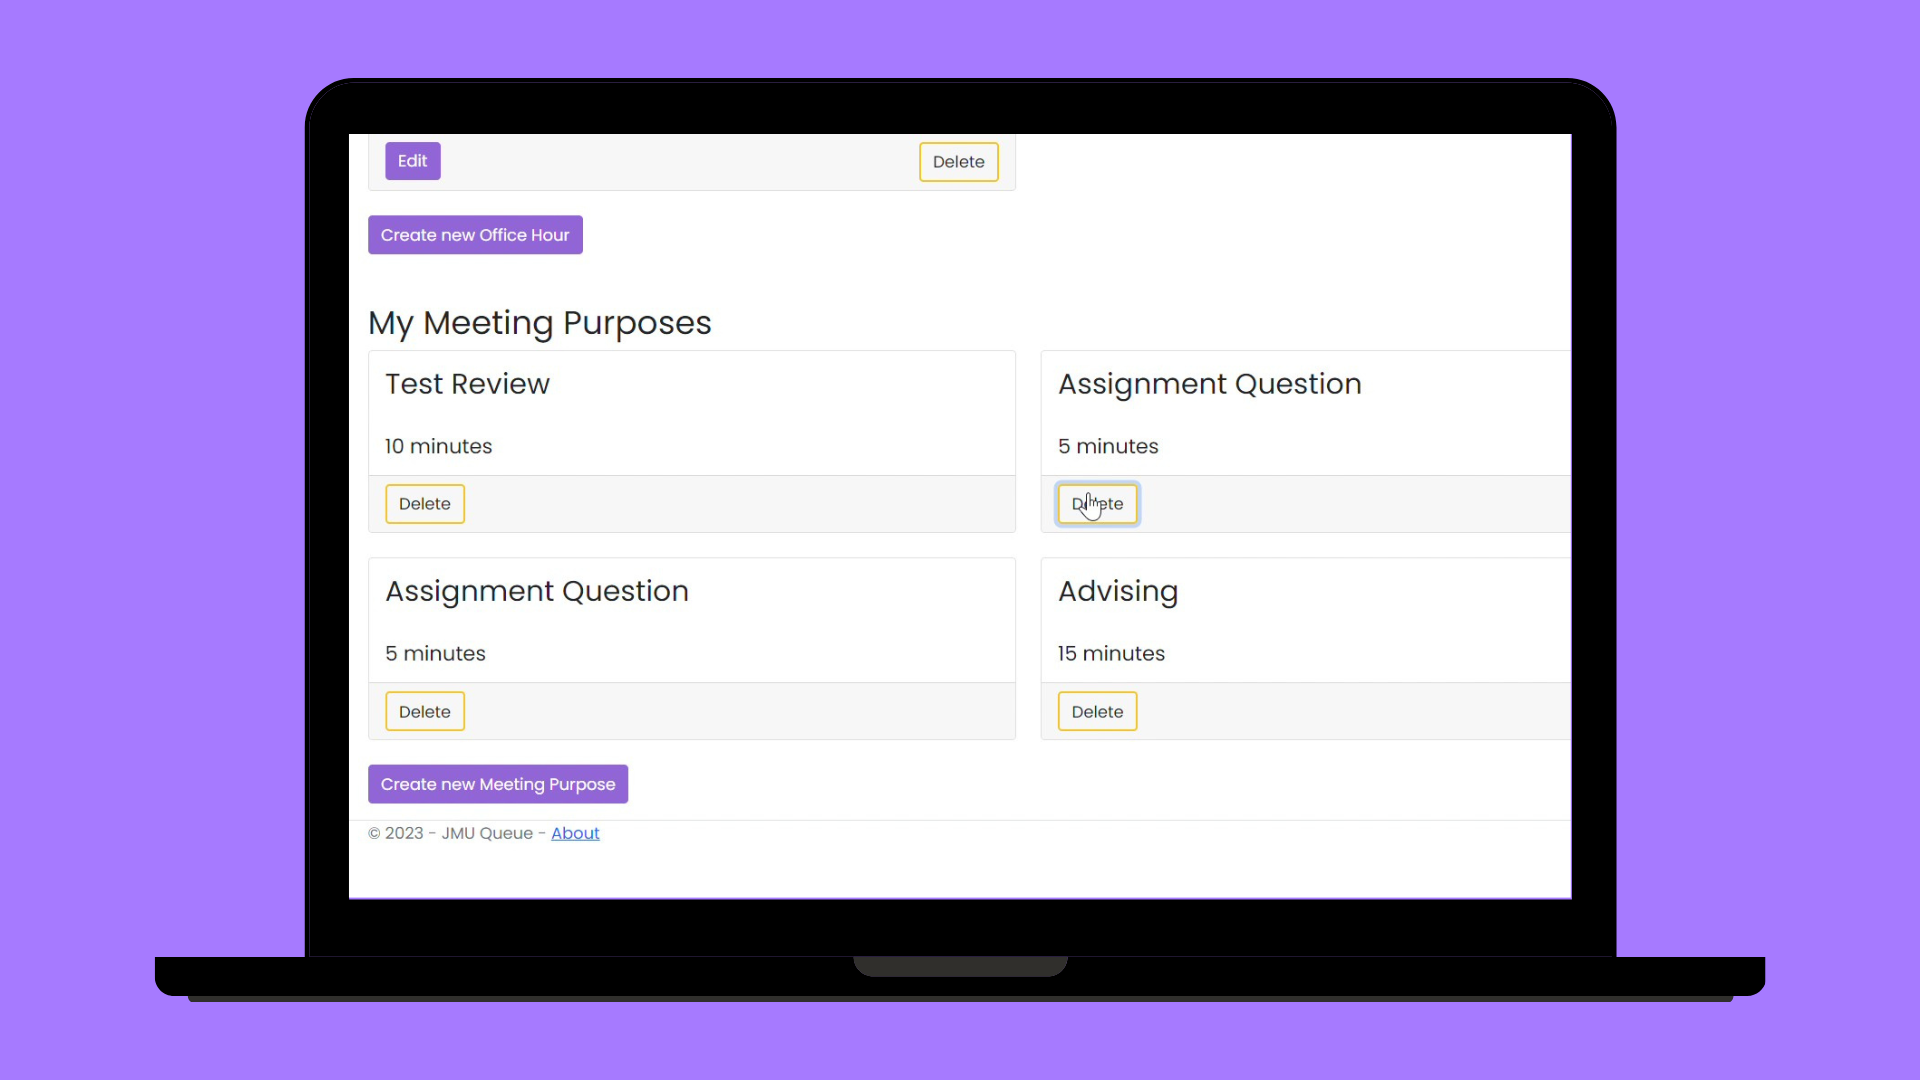 Edit
Delete
Create new Office Hour
My Meeting Purposes
Test Review
10 minutes
Delete
Assignment Question
5 minutes
Delete
Assignment Question
5 minutes
Delete
Advising
15 minutes
Delete
Create new Meeting Purpose
© 2023 - JMU Queue - About